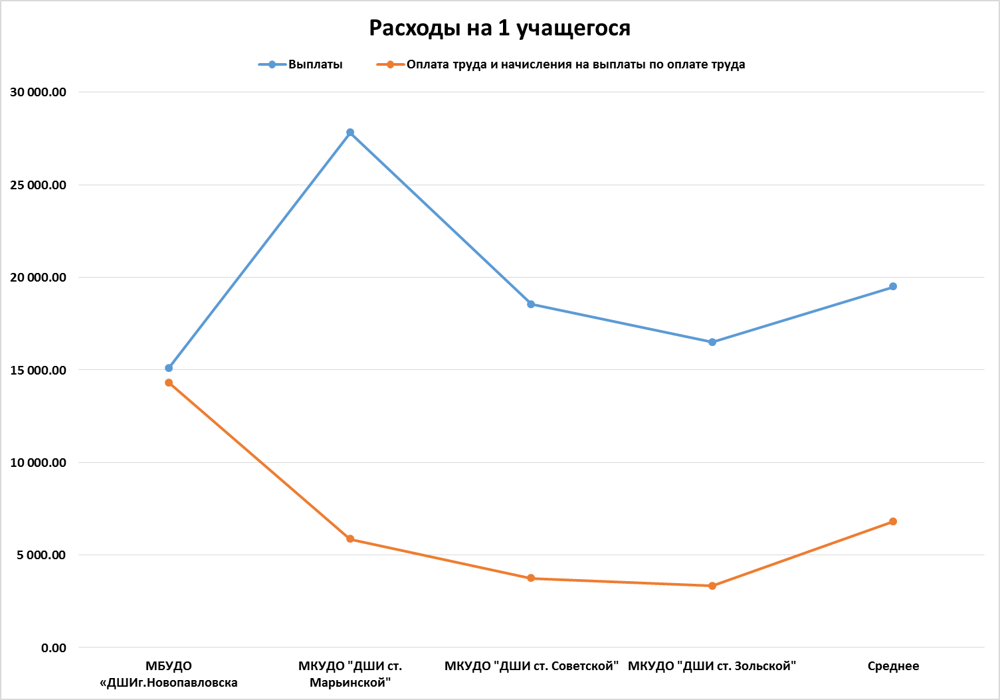 Расходы на 1 учащегося
Выплаты
Оплата труда и начисления на выплаты по оплате труда
30 000.00
25 000.00
20 000.00
15 000.00
10 000.00
5 000.00
0.00
МБУДО
«ДШИг.Новопавловска
МКУДО "ДШИ ст.
Марьинской"
МКУДО "ДШИ ст. Советской"
МКУДО "ДШИ ст. Зольской"
Среднее